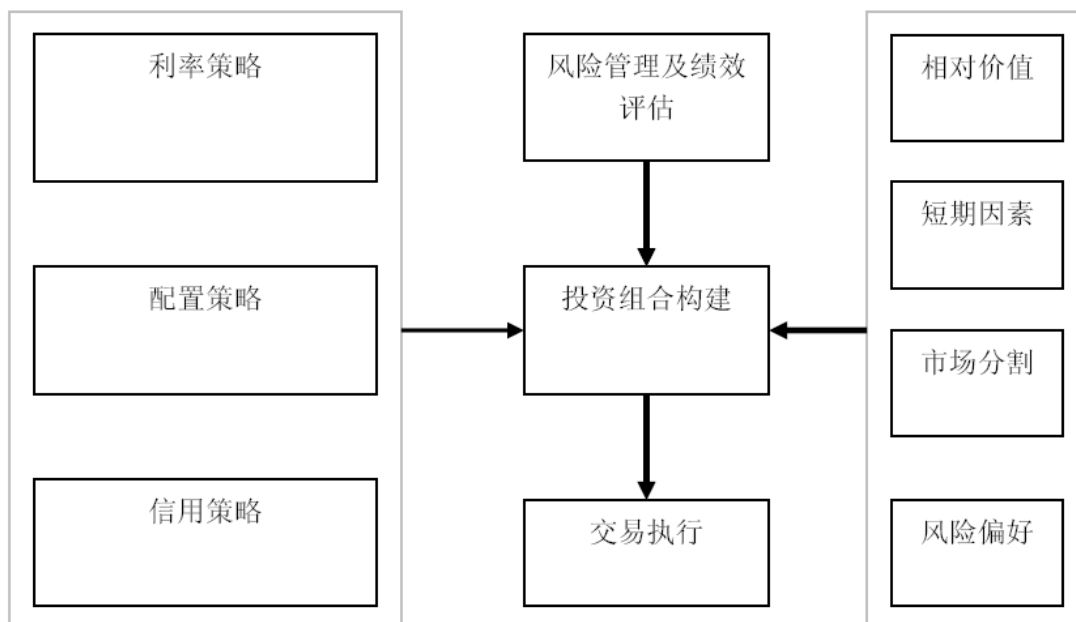 利率策略
配置策略
信用策略
风险管理及绩效
评估
投资组合构建
交易执行
相对价值
短期因素
市场分割
风险偏好